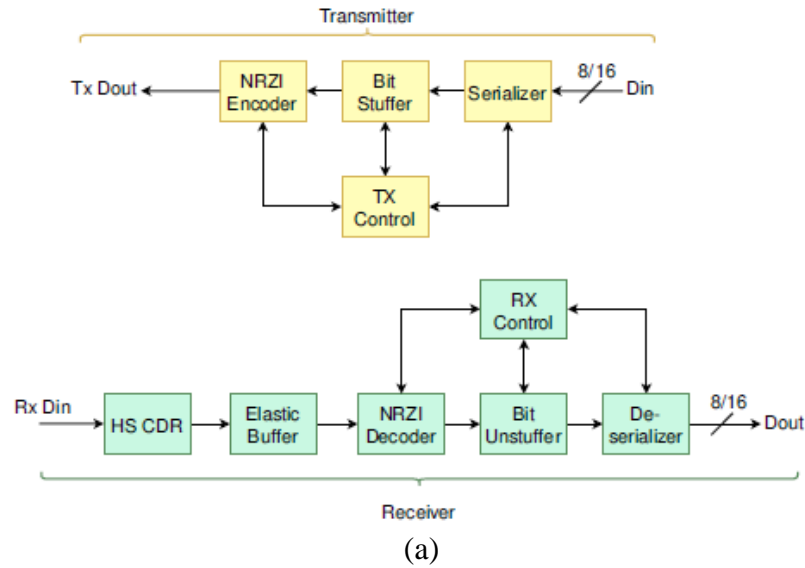 Transmitter
Tx Dout
NRZI
Encoder
Bit
Stuffer
Serializer
8/16
Din
TX
Control
RX
Control
Rx Din
HS CDR
Elastic
Buffer
NRZI
Decoder
Bit
Unstuffer
De-
serializer
8/16
Dout
Receiver
(a)